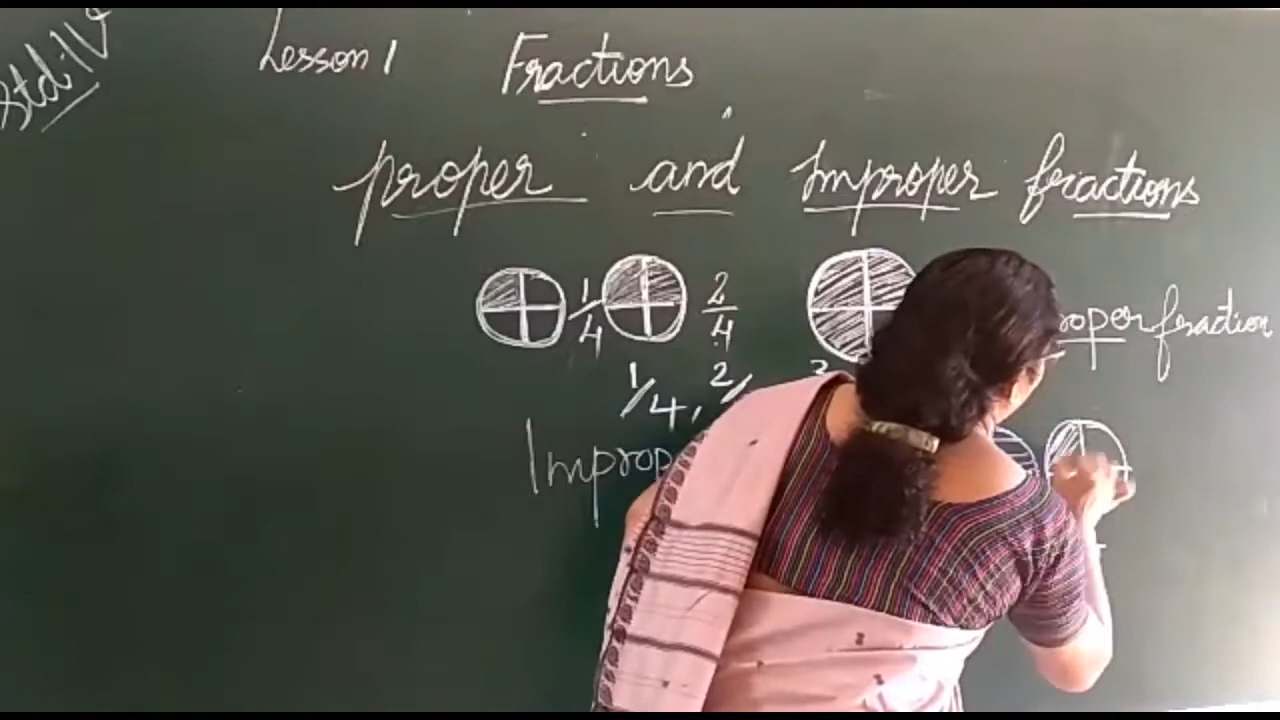 Std:IV
Lesson 1 Fractions
proper and Improper fractions
1/4 2/4 roper fraction
1/4, 2/ 3
Improp